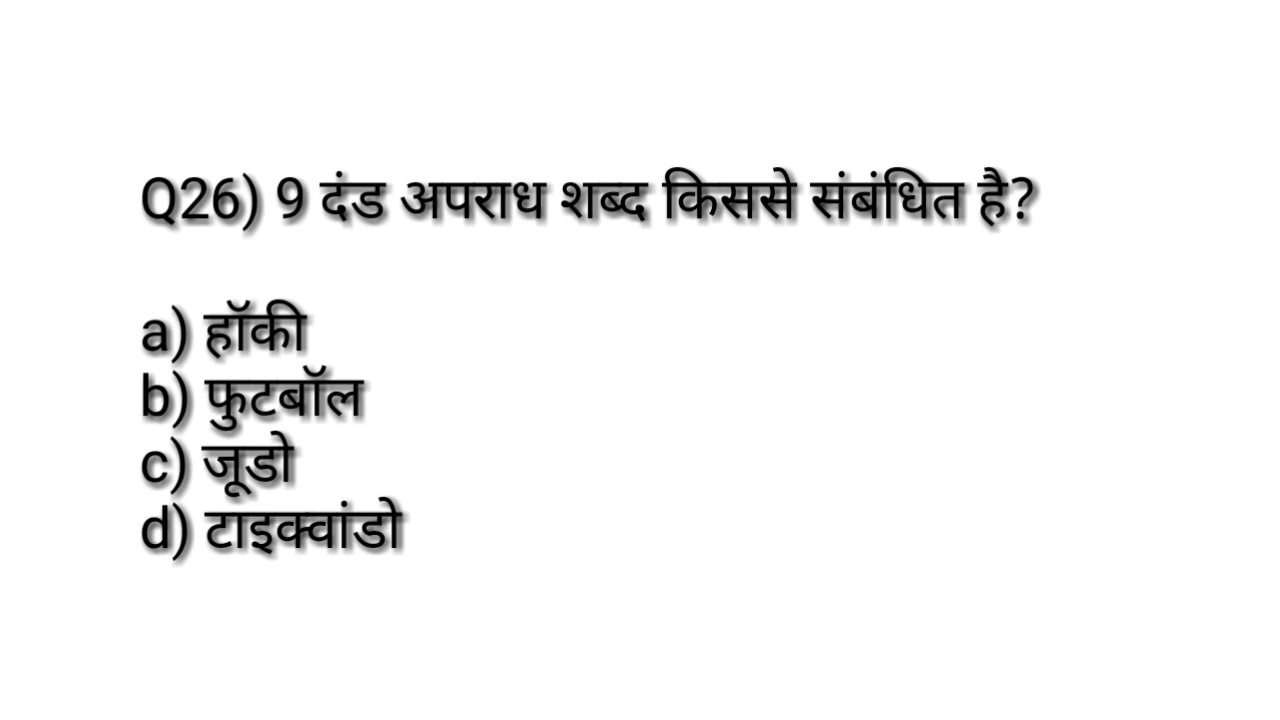 Q26) 9 दंड अपराध शब्द किससे संबंधित है?
a) हॉकी
b) फुटबॉल
c) जूडो
d) टाइक्वांडो